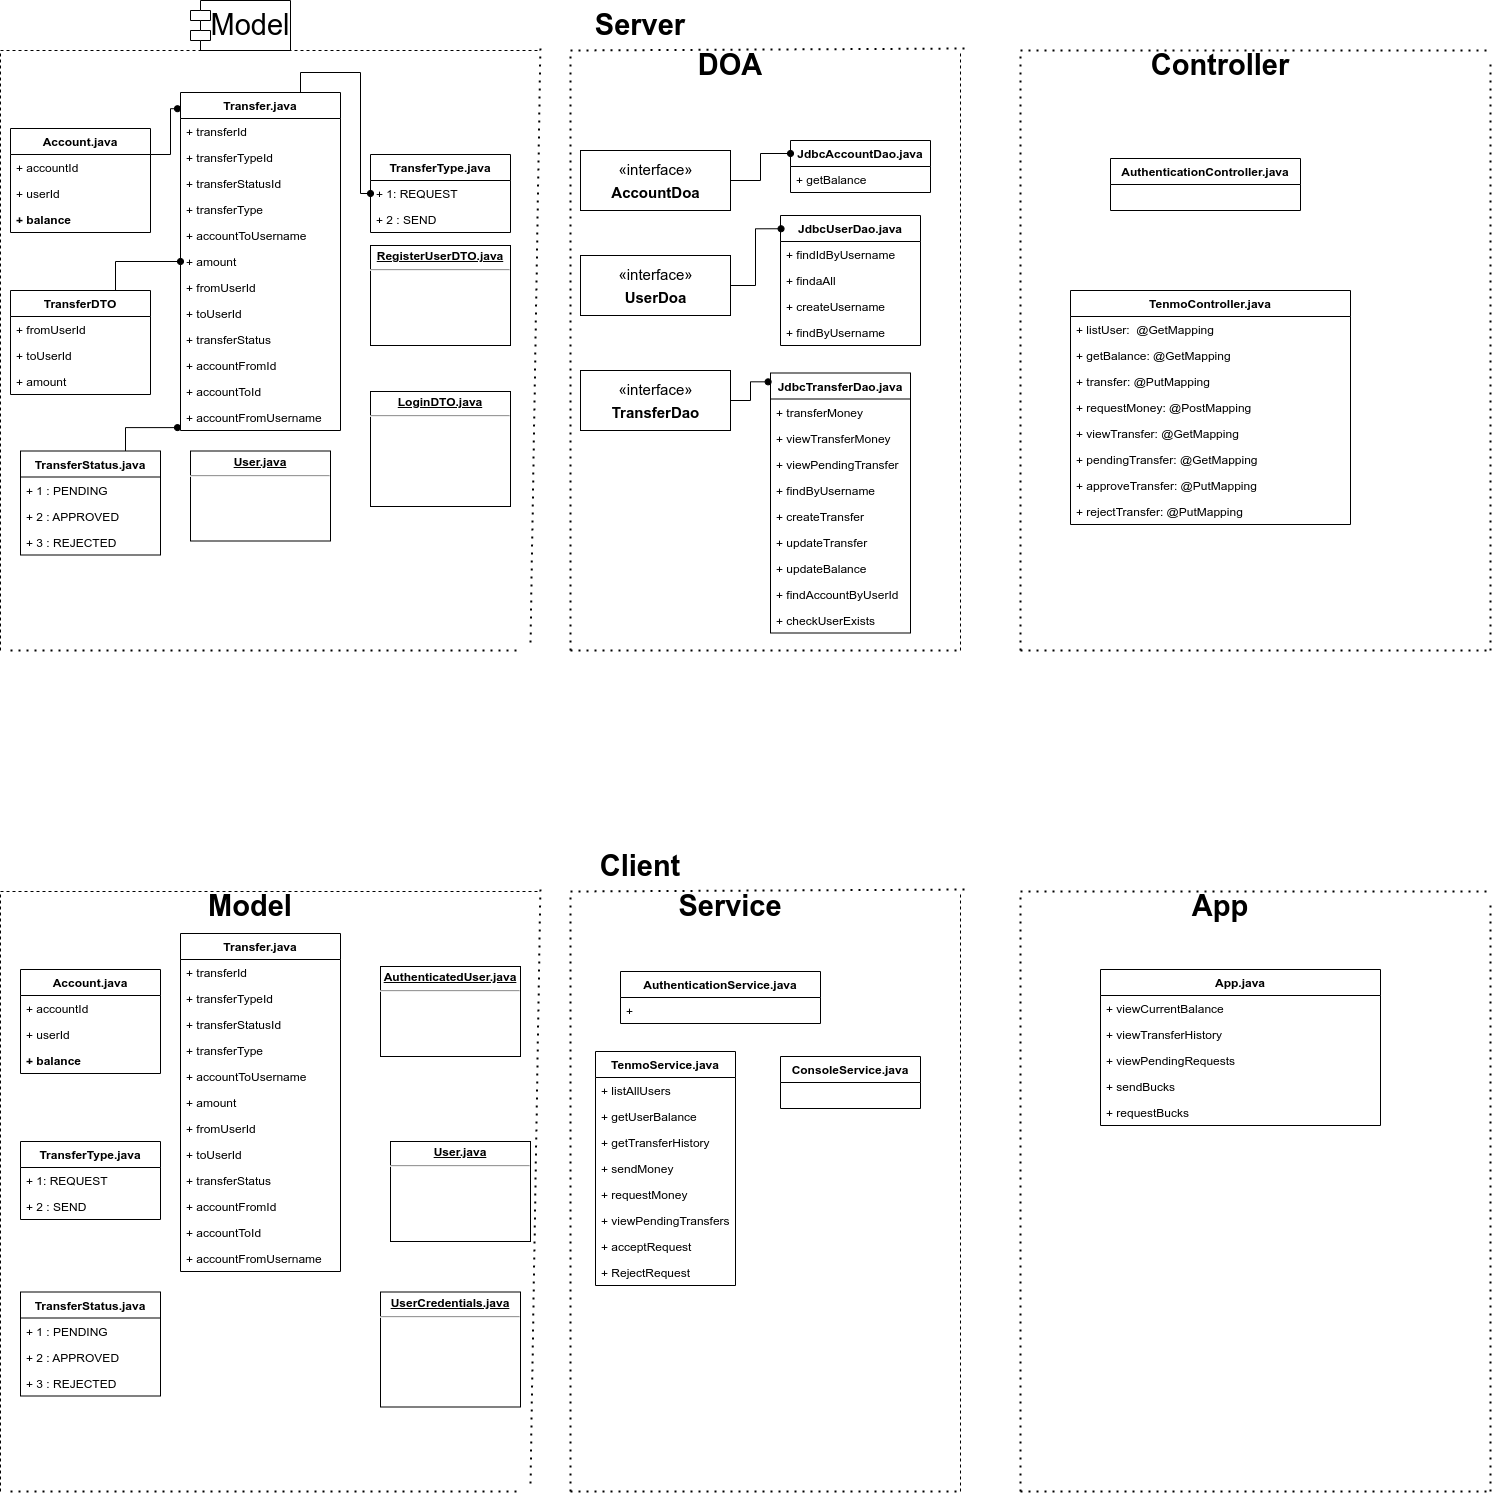 Server
Model
Account.java
+ accountId
+ userId
+ balance
TransferDTO
+ fromUserId
+ toUserId
+ amount
TransferStatus.java
+ 1 : PENDING
+ 2 : APPROVED
+ 3 : REJECTED
Transfer.java
+ transferId
+ transferTypeId
+ transferStatusId
+ transferType
+ accountToUsername
+ amount
+ fromUserId
+ toUserId
+ transferStatus
+ accountFromId
+ accountToId
+ accountFromUsername
User.java
TransferType.java
+ 1: REQUEST
+ 2 : SEND
RegisterUserDTO.java
LoginDTO.java
DOA
«interface»
AccountDoa
JdbcAccountDao.java
+ getBalance
«interface»
UserDoa
JdbcUserDao.java
+ findIdByUsername
+ findaAll
+ createUsername
+ findByUsername
«interface»
TransferDao
JdbcTransferDao.java
+ transferMoney
+ viewTransferMoney
+ viewPendingTransfer
+ findByUsername
+ createTransfer
+ updateTransfer
+ updateBalance
+ findAccountByUserId
+ checkUserExists
Controller
AuthenticationController.java
TenmoController.java
+ listUser:  @GetMapping
+ getBalance: @GetMapping
+ transfer: @PutMapping
+ requestMoney: @PostMapping
+ viewTransfer: @GetMapping
+ pendingTransfer: @GetMapping
+ approveTransfer: @PutMapping
+ rejectTransfer: @PutMapping
Client
Model
Account.java
+ accountId
+ userId
+ balance
TransferType.java
+ 1: REQUEST
+ 2 : SEND
TransferStatus.java
+ 1 : PENDING
+ 2 : APPROVED
+ 3 : REJECTED
Transfer.java
+ transferId
+ transferTypeId
+ transferStatusId
+ transferType
+ accountToUsername
+ amount
+ fromUserId
+ toUserId
+ transferStatus
+ accountFromId
+ accountToId
+ accountFromUsername
AuthenticatedUser.java
User.java
UserCredentials.java
Service
AuthenticationService.java
+
TenmoService.java
+ listAllUsers
+ getUserBalance
+ getTransferHistory
+ sendMoney
+ requestMoney
+ viewPendingTransfers
+ acceptRequest
+ RejectRequest
ConsoleService.java
App
App.java
+ viewCurrentBalance
+ viewTransferHistory
+ viewPendingRequests
+ sendBucks
+ requestBucks